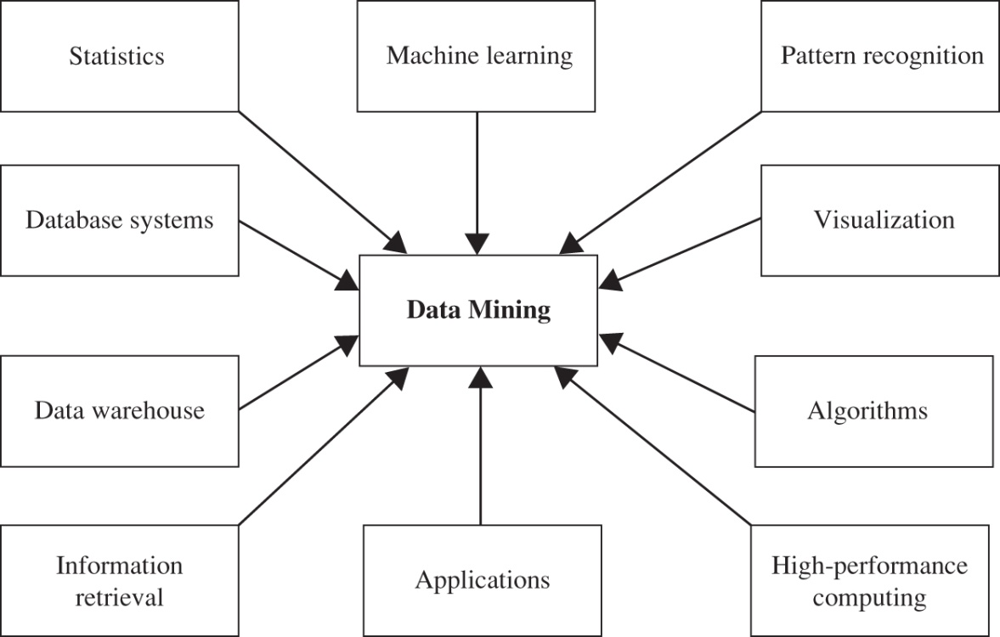 Statistics
Machine learning
Pattern recognition
Database systems
Visualization
Data Mining
Data warehouse
Algorithms
Information
retrieval
Applications
High-performance
computing